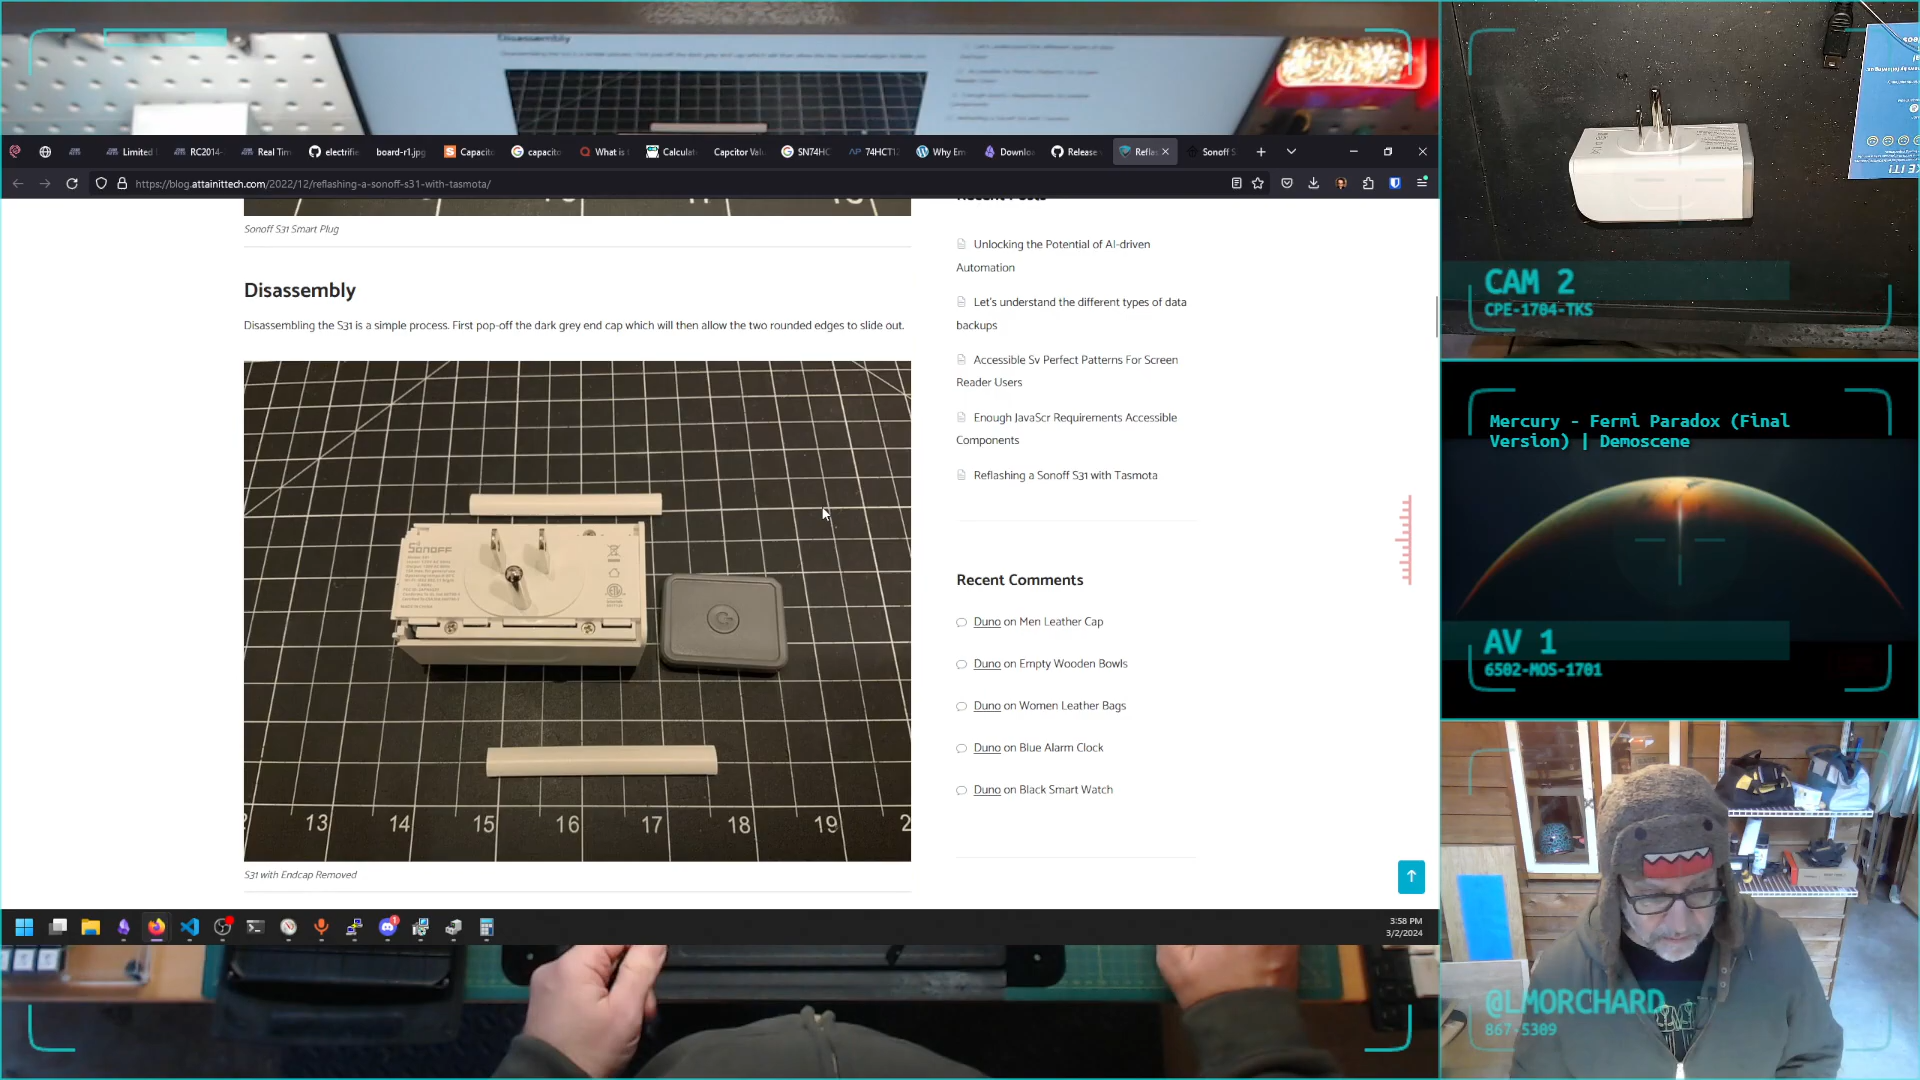 Disassembly
Limited
RC2014-
Real Tim
electrifie
board-r1.jpg
Capacito
capacito
What is
Calculate
Capcitor Val
SN74HC
74HCT1
Why Em
Downlo
Release
Refla
Sonoff S
https://blog.attainittech.com/2022/12/reflashing-a-sonoff-s31-with-tasmota/
Sonoff S31 Smart Plug
Disassembly
Disassembling the S31 is a simple process. First pop-off the dark grey end cap which will then allow the two rounded edges to slide out.
SONOFF
13 14 15 16 17 18 19 2
S31 with Endcap Removed
Unlocking the Potential of AI-driven
Automation
Let's understand the different types of data
backups
Accessible Sv Perfect Patterns For Screen
Reader Users
Enough JavaScr Requirements Accessible
Components
Reflashing a Sonoff S31 with Tasmota
Recent Comments
Duno on Men Leather Cap
Duno on Empty Wooden Bowls
Duno on Women Leather Bags
Duno on Blue Alarm Clock
Duno on Black Smart Watch
1
3:58 PM
3/2/2024
CAM 2
CPE-1704-TKS
Mercury - Fermi Paradox (Final
Version) | Demoscene
AV 1
6502-MOS-1701
@LMORCHARD
867-5309